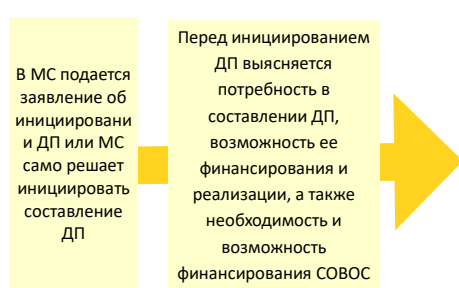 В МС подается
заявление об
инициировани
и ДП или МС
само решает
инициировать
составление
ДП
Перед инициированием
ДП выясняется
потребность в
составлении ДП,
возможность ее
финансирования и
реализации, а также
необходимость и
возможность
финансирования СОВОС